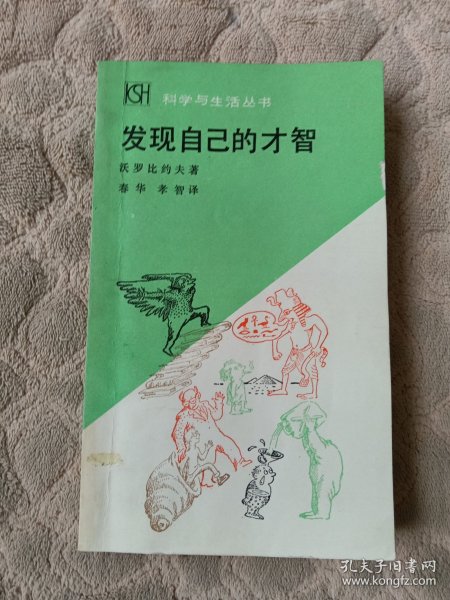 KSH 科学与生活丛书
发现自己的才智
沃罗比约夫著
春华 孝智译
孔夫子旧书网
www.kongfz.com